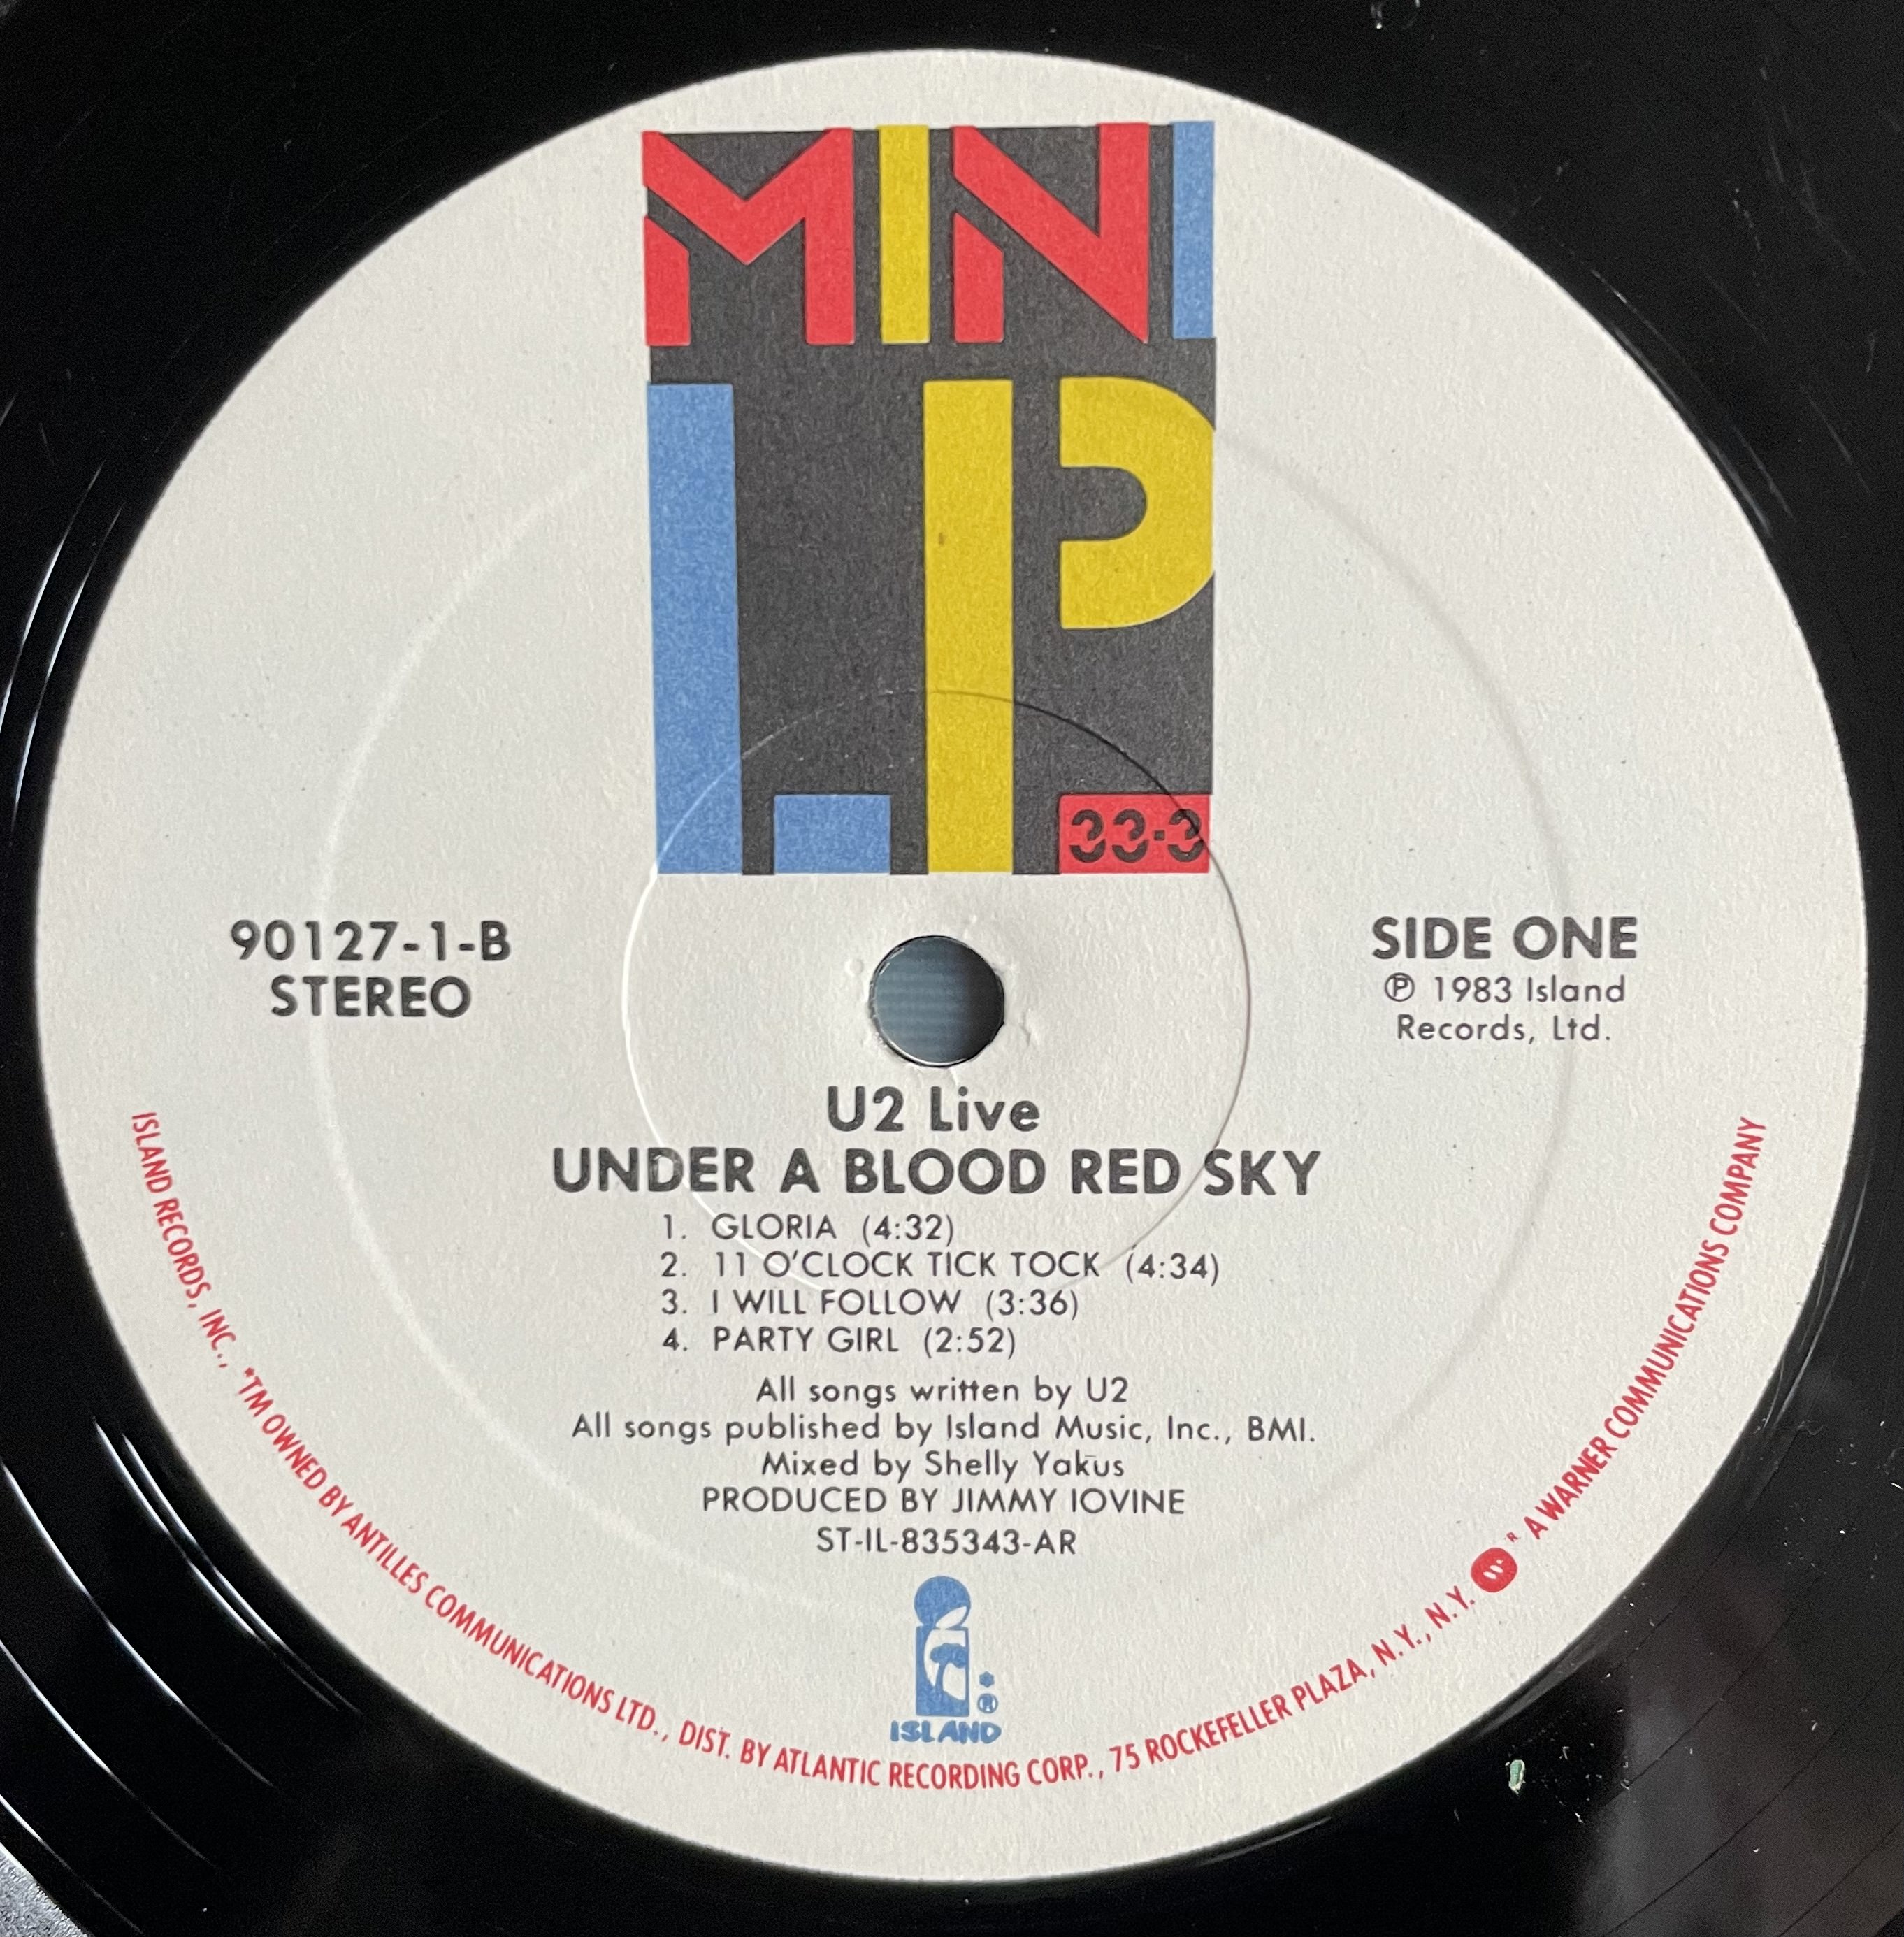 MINI
LP
33·3
90127-1-B
STEREO
SIDE ONE
℗ 1983 Island
Records, Ltd.
U2 Live
UNDER A BLOOD RED SKY
1. GLORIA (4:32)
2. 11 O'CLOCK TICK TOCK (4:34)
3. I WILL FOLLOW (3:36)
4. PARTY GIRL (2:52)
All songs written by U2
All songs published by Island Music, Inc., BMI.
Mixed by Shelly Yakus
PRODUCED BY JIMMY IOVINE
ST-IL-835343-AR
*®
ISLAND
ISLAND RECORDS, INC., *TM OWNED BY ANTILLES COMMUNICATIONS LTD., DIST. BY ATLANTIC RECORDING CORP., 75 ROCKEFELLER PLAZA, N.Y., N.Y. W R A WARNER COMMUNICATIONS COMPANY